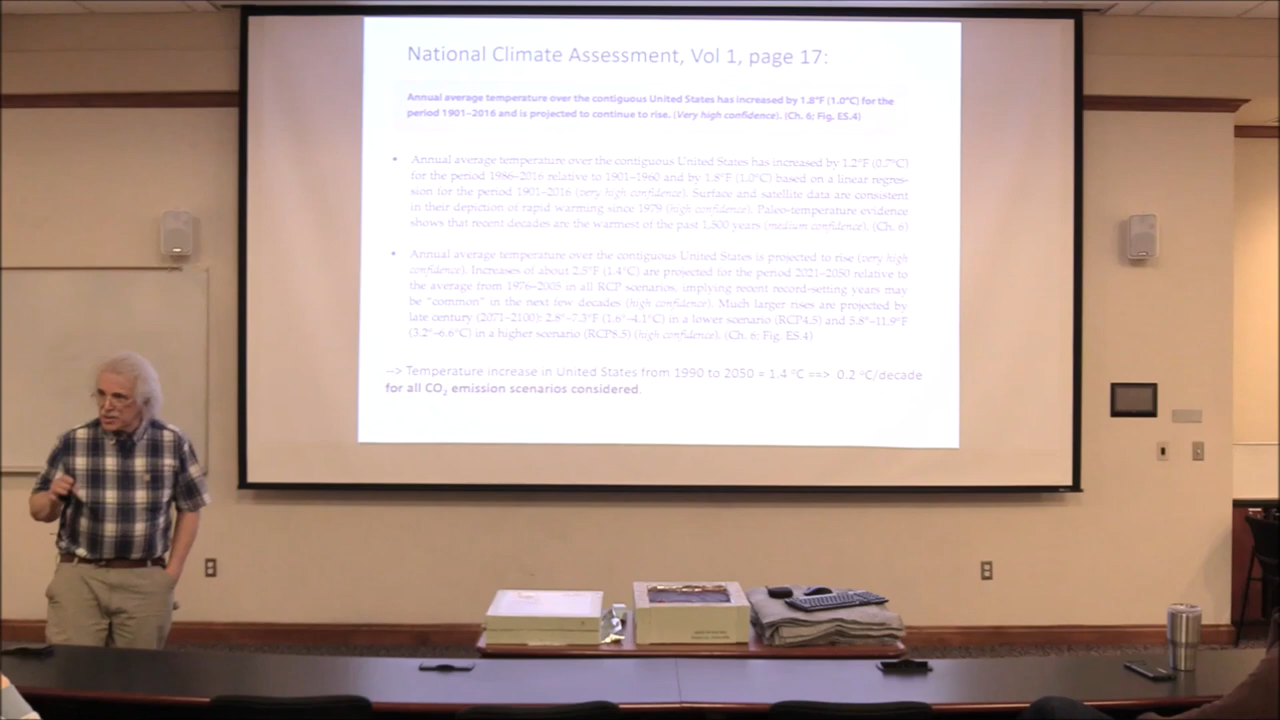 National Climate Assessment, Vol 1, page 17:
Annual average temperature over the contiguous United States has increased by 1.8°F (1.0°C) for the
period 1901–2016 and is projected to continue to rise. (Very high confidence). (Ch. 6; Fig. ES.4)
• Annual average temperature over the contiguous United States has increased by 1.2°F (0.7°C)
for the period 1986–2016 relative to 1901–1960 and by 1.8°F (1.0°C) based on a linear regres-
sion for the period 1901–2016 (very high confidence). Surface and satellite data are consistent
in their depiction of rapid warming since 1979 (high confidence). Paleo-temperature evidence
shows that recent decades are the warmest of the past 1,500 years (medium confidence). (Ch. 6)
• Annual average temperature over the contiguous United States is projected to rise (very high
confidence). Increases of about 2.5°F (1.4°C) are projected for the period 2021–2050 relative to
the average from 1976–2005 in all RCP scenarios, implying recent record-setting years may
be “common” in the next few decades (high confidence). Much larger rises are projected by
late century (2071–2100): 2.8°–7.3°F (1.6°–4.1°C) in a lower scenario (RCP4.5) and 5.8°–11.9°F
(3.2°–6.6°C) in a higher scenario (RCP8.5) (high confidence). (Ch. 6; Fig. ES.4)
--> Temperature increase in United States from 1990 to 2050 = 1.4 °C ==> 0.2 °C/decade
for all CO₂ emission scenarios considered.